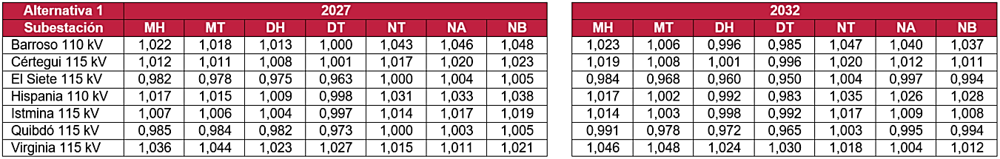 Alternativa 1 2027 2032
Subestación MH MT DH DT NT NA NB MH MT DH DT NT NA NB
Barroso 110 kV 1,022 1,018 1,013 1,000 1,043 1,046 1,048 1,023 1,006 0,996 0,985 1,047 1,040 1,037
Cértegui 115 kV 1,012 1,011 1,008 1,001 1,017 1,020 1,023 1,019 1,008 1,001 0,996 1,020 1,012 1,011
El Siete 115 kV 0,982 0,978 0,975 0,963 1,000 1,004 1,005 0,984 0,968 0,960 0,950 1,004 0,997 0,994
Hispania 110 kV 1,017 1,015 1,009 0,998 1,031 1,033 1,038 1,017 1,002 0,992 0,983 1,035 1,026 1,028
Istmina 115 kV 1,007 1,006 1,004 0,997 1,014 1,017 1,019 1,014 1,003 0,998 0,992 1,017 1,009 1,008
Quibdó 115 kV 0,985 0,984 0,982 0,973 1,000 1,003 1,005 0,991 0,978 0,972 0,965 1,003 0,995 0,994
Virginia 115 kV 1,036 1,044 1,023 1,027 1,015 1,011 1,021 1,046 1,048 1,024 1,030 1,018 1,004 1,012